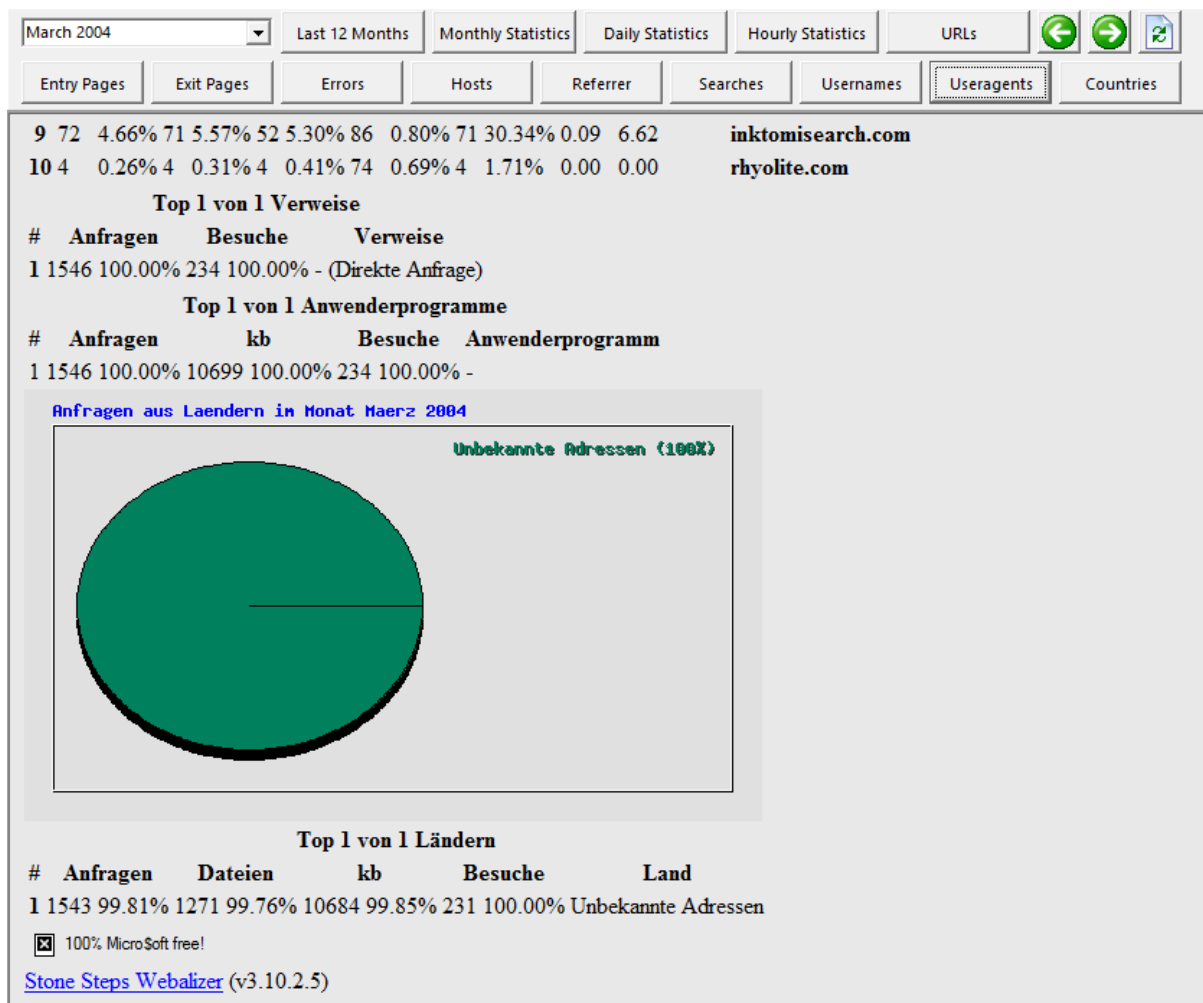 March 2004
Last 12 Months
Monthly Statistics
Daily Statistics
Hourly Statistics
URLs
Entry Pages
Exit Pages
Errors
Hosts
Referrer
Searches
Usernames
Useragents
Countries
9 72 4.66% 71 5.57% 52 5.30% 86 0.80% 71 30.34% 0.09 6.62 inktomisearch.com
10 4 0.26% 4 0.31% 4 0.41% 74 0.69% 4 1.71% 0.00 0.00 rhyolite.com
Top 1 von 1 Verweise
# Anfragen Besuche Verweise
1 1546 100.00% 234 100.00% - (Direkte Anfrage)
Top 1 von 1 Anwenderprogramme
# Anfragen kb Besuche Anwenderprogramm
1 1546 100.00% 10699 100.00% 234 100.00% -
Anfragen aus Laendern im Monat Maerz 2004
Unbekannte Adressen (100%)
Top 1 von 1 Ländern
# Anfragen Dateien kb Besuche Land
1 1543 99.81% 1271 99.76% 10684 99.85% 231 100.00% Unbekannte Adressen
100% Micro$oft free!
Stone Steps Webalizer (v3.10.2.5)